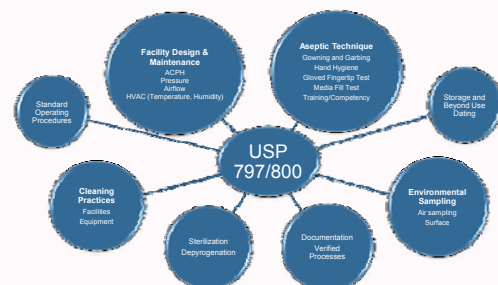 Facility Design &
Maintenance
ACPH
Pressure
Airflow
HVAC (Temperature, Humidity)
Aseptic Technique
Gowning and Garbing
Hand Hygiene
Gloved Fingertip Test
Media Fill Test
Training/Competency
Standard
Operating
Procedures
Storage and
Beyond Use
Dating
USP
797/800
Cleaning
Practices
Facilities
Equipment
Environmental
Sampling
Air sampling
Surface
Sterilization
Depyrogenation
Documentation
Verified
Processes